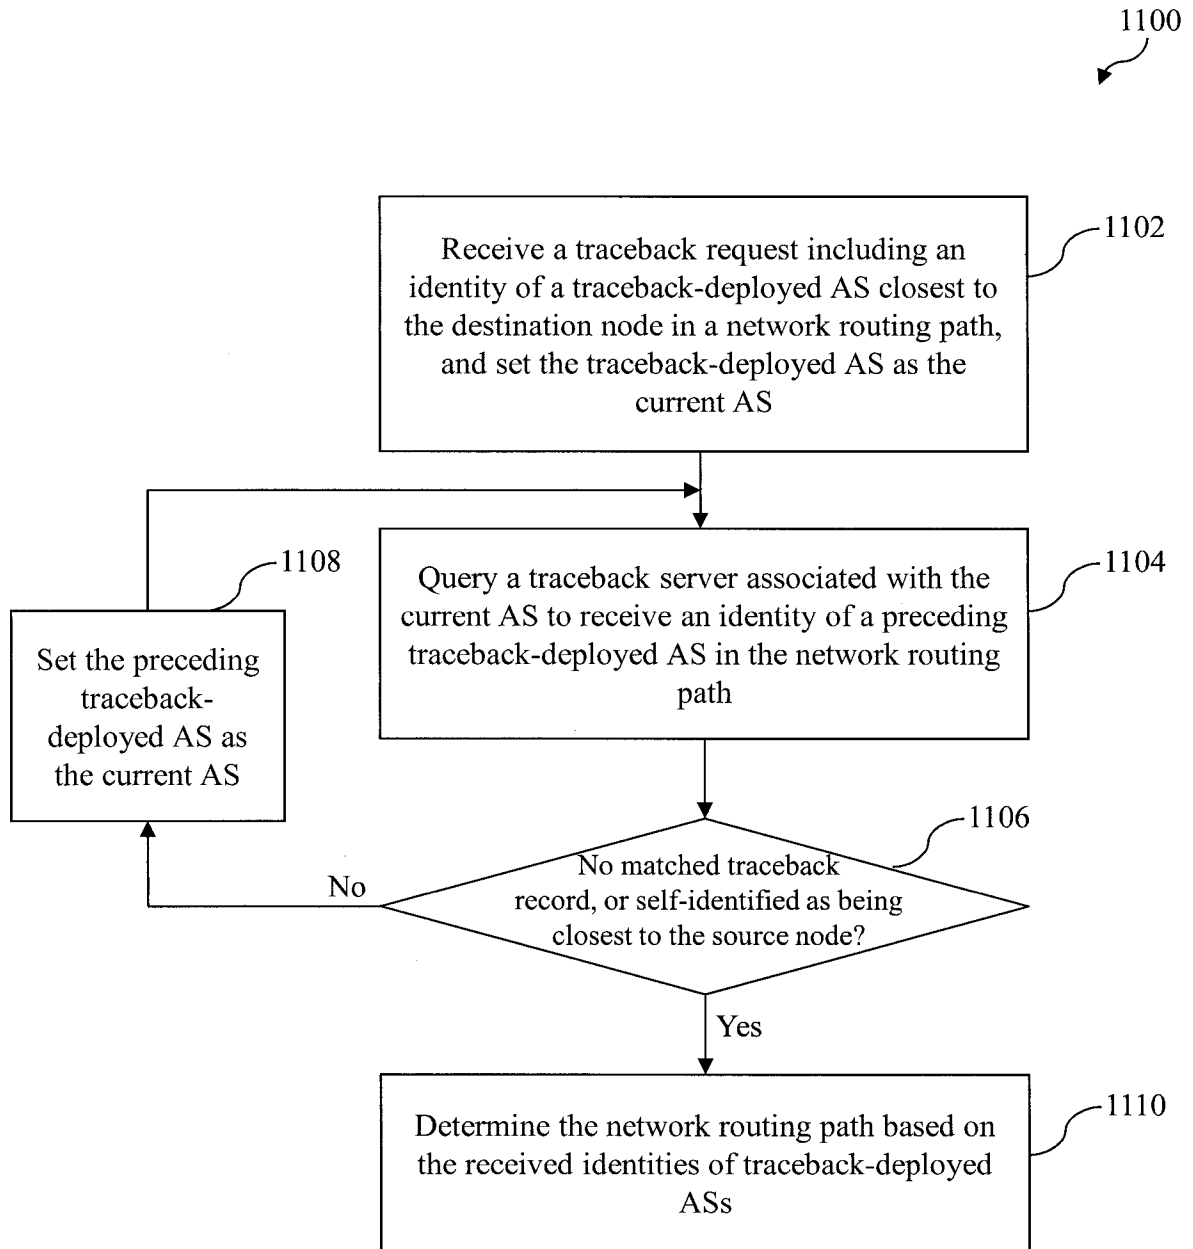 1100
Receive a traceback request including an
identity of a traceback-deployed AS closest to
the destination node in a network routing path,
and set the traceback-deployed AS as the
current AS
1102
Query a traceback server associated with the
current AS to receive an identity of a preceding
traceback-deployed AS in the network routing
path
1104
1108
Set the preceding
traceback-
deployed AS as
the current AS
No matched traceback
record, or self-identified as being
closest to the source node?
1106
No
Yes
Determine the network routing path based on
the received identities of traceback-deployed
ASs
1110